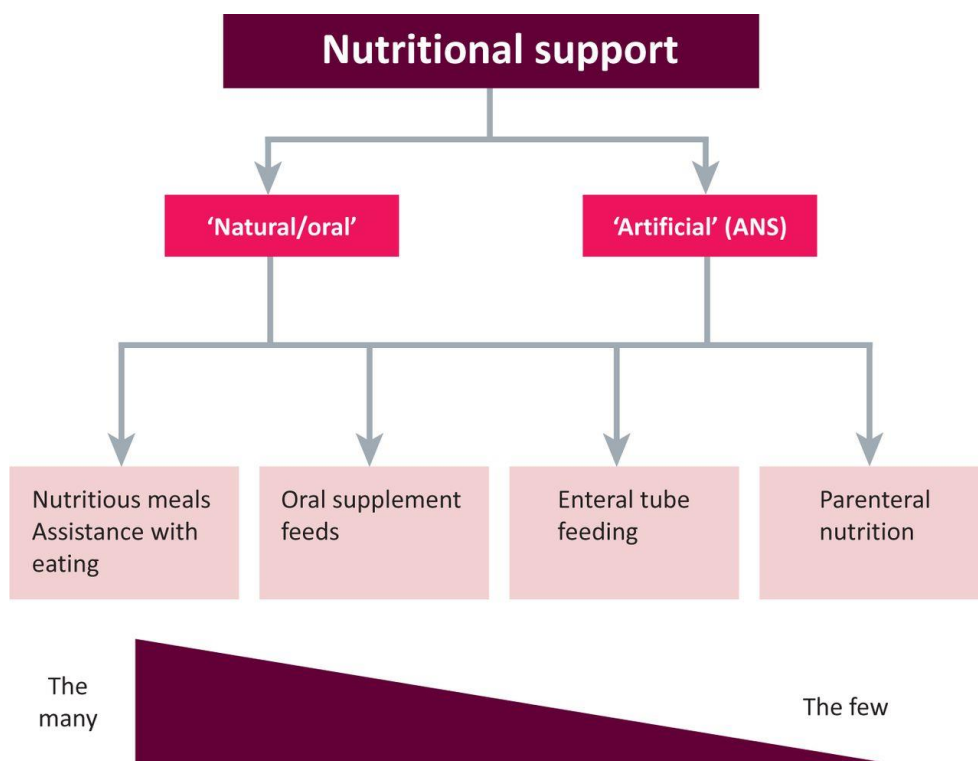 Nutritional support
‘Natural/oral’
‘Artificial’ (ANS)
Nutritious meals
Assistance with
eating
Oral supplement
feeds
Enteral tube
feeding
Parenteral
nutrition
The
many
The few